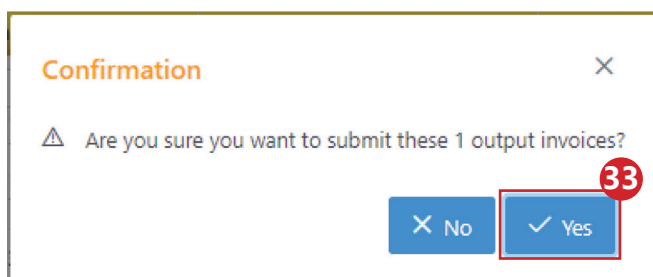 Confirmation
Are you sure you want to submit these 1 output invoices?
33
No
Yes